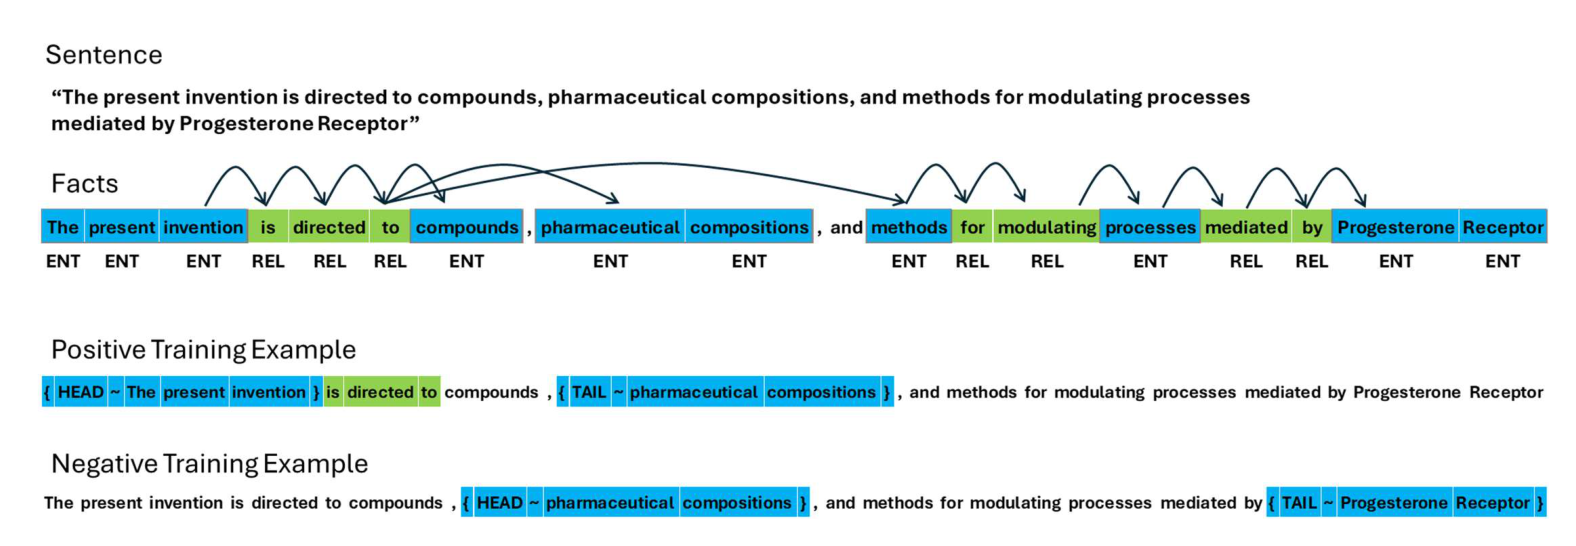 Sentence
“The present invention is directed to compounds, pharmaceutical compositions, and methods for modulating processes
mediated by Progesterone Receptor”
Facts
The present invention is directed to compounds , pharmaceutical compositions , and methods for modulating processes mediated by Progesterone Receptor
ENT ENT ENT REL REL REL ENT ENT ENT ENT REL REL ENT REL REL ENT ENT
Positive Training Example
{ HEAD ~ The present invention } is directed to compounds , { TAIL ~ pharmaceutical compositions } , and methods for modulating processes mediated by Progesterone Receptor
Negative Training Example
The present invention is directed to compounds , { HEAD ~ pharmaceutical compositions } , and methods for modulating processes mediated by { TAIL ~ Progesterone Receptor }